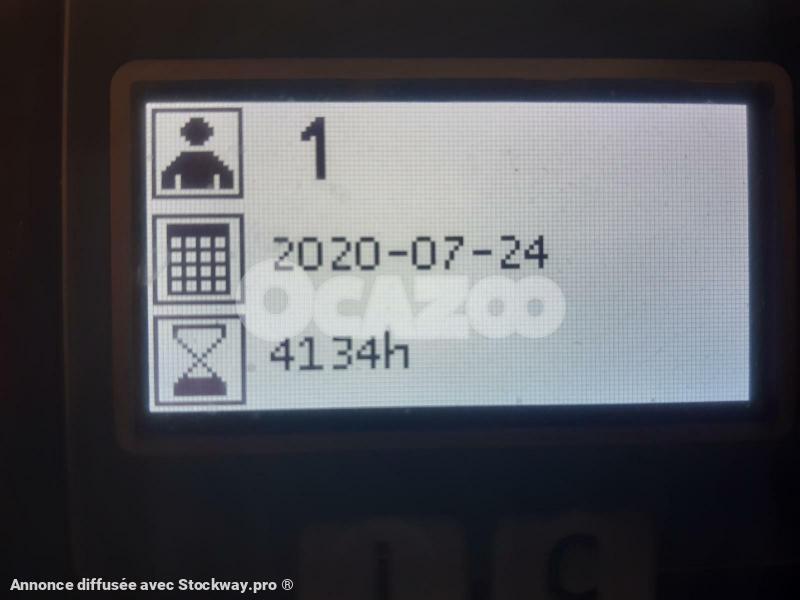 1
2020-07-24
OCAZOO
4134h
i C
Annonce diffusée avec Stockway.pro ®